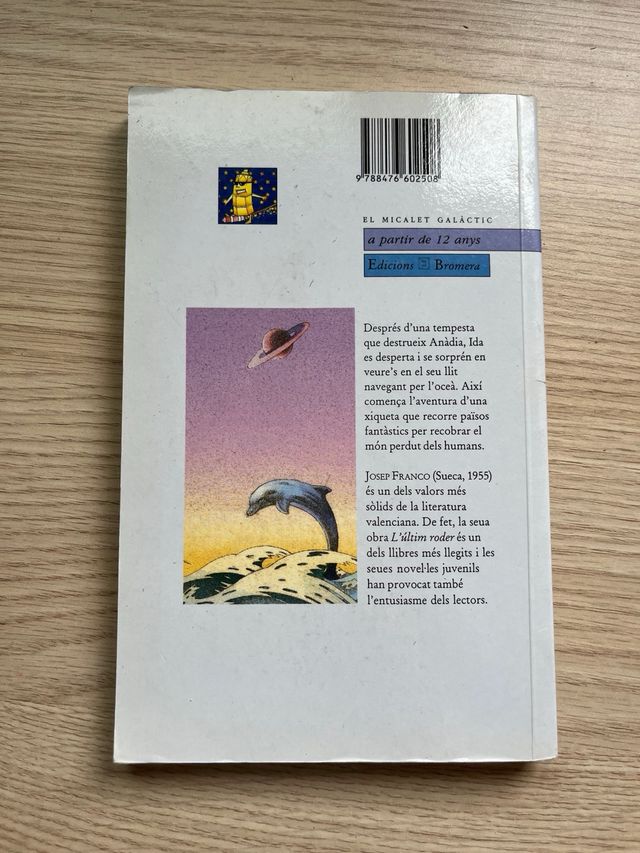 9 788476 602508
EL MICALET GALÀCTIC
a partir de 12 anys
Edicions Bromera
Després d'una tempesta
que destrueix Anàdia, Ida
es desperta i se sorprén en
veure's en el seu llit
navegant per l'oceà. Així
comença l'aventura d'una
xiqueta que recorre països
fantàstics per recobrar el
món perdut dels humans.
JOSEP FRANCO (Sueca, 1955)
és un dels valors més
sòlids de la literatura
valenciana. De fet, la seua
obra L'últim roder és un
dels llibres més llegits i les
seues novel·les juvenils
han provocat també
l'entusiasme dels lectors.